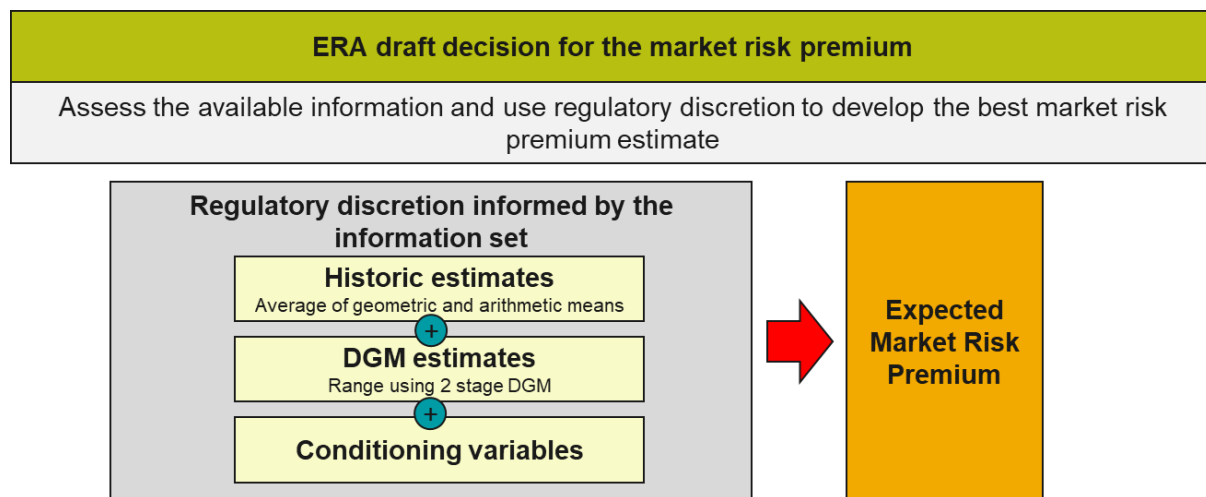 ERA draft decision for the market risk premium
Assess the available information and use regulatory discretion to develop the best market risk
premium estimate
Regulatory discretion informed by the
information set
Historic estimates
Average of geometric and arithmetic means
+
DGM estimates
Range using 2 stage DGM
+
Conditioning variables
Expected
Market Risk
Premium